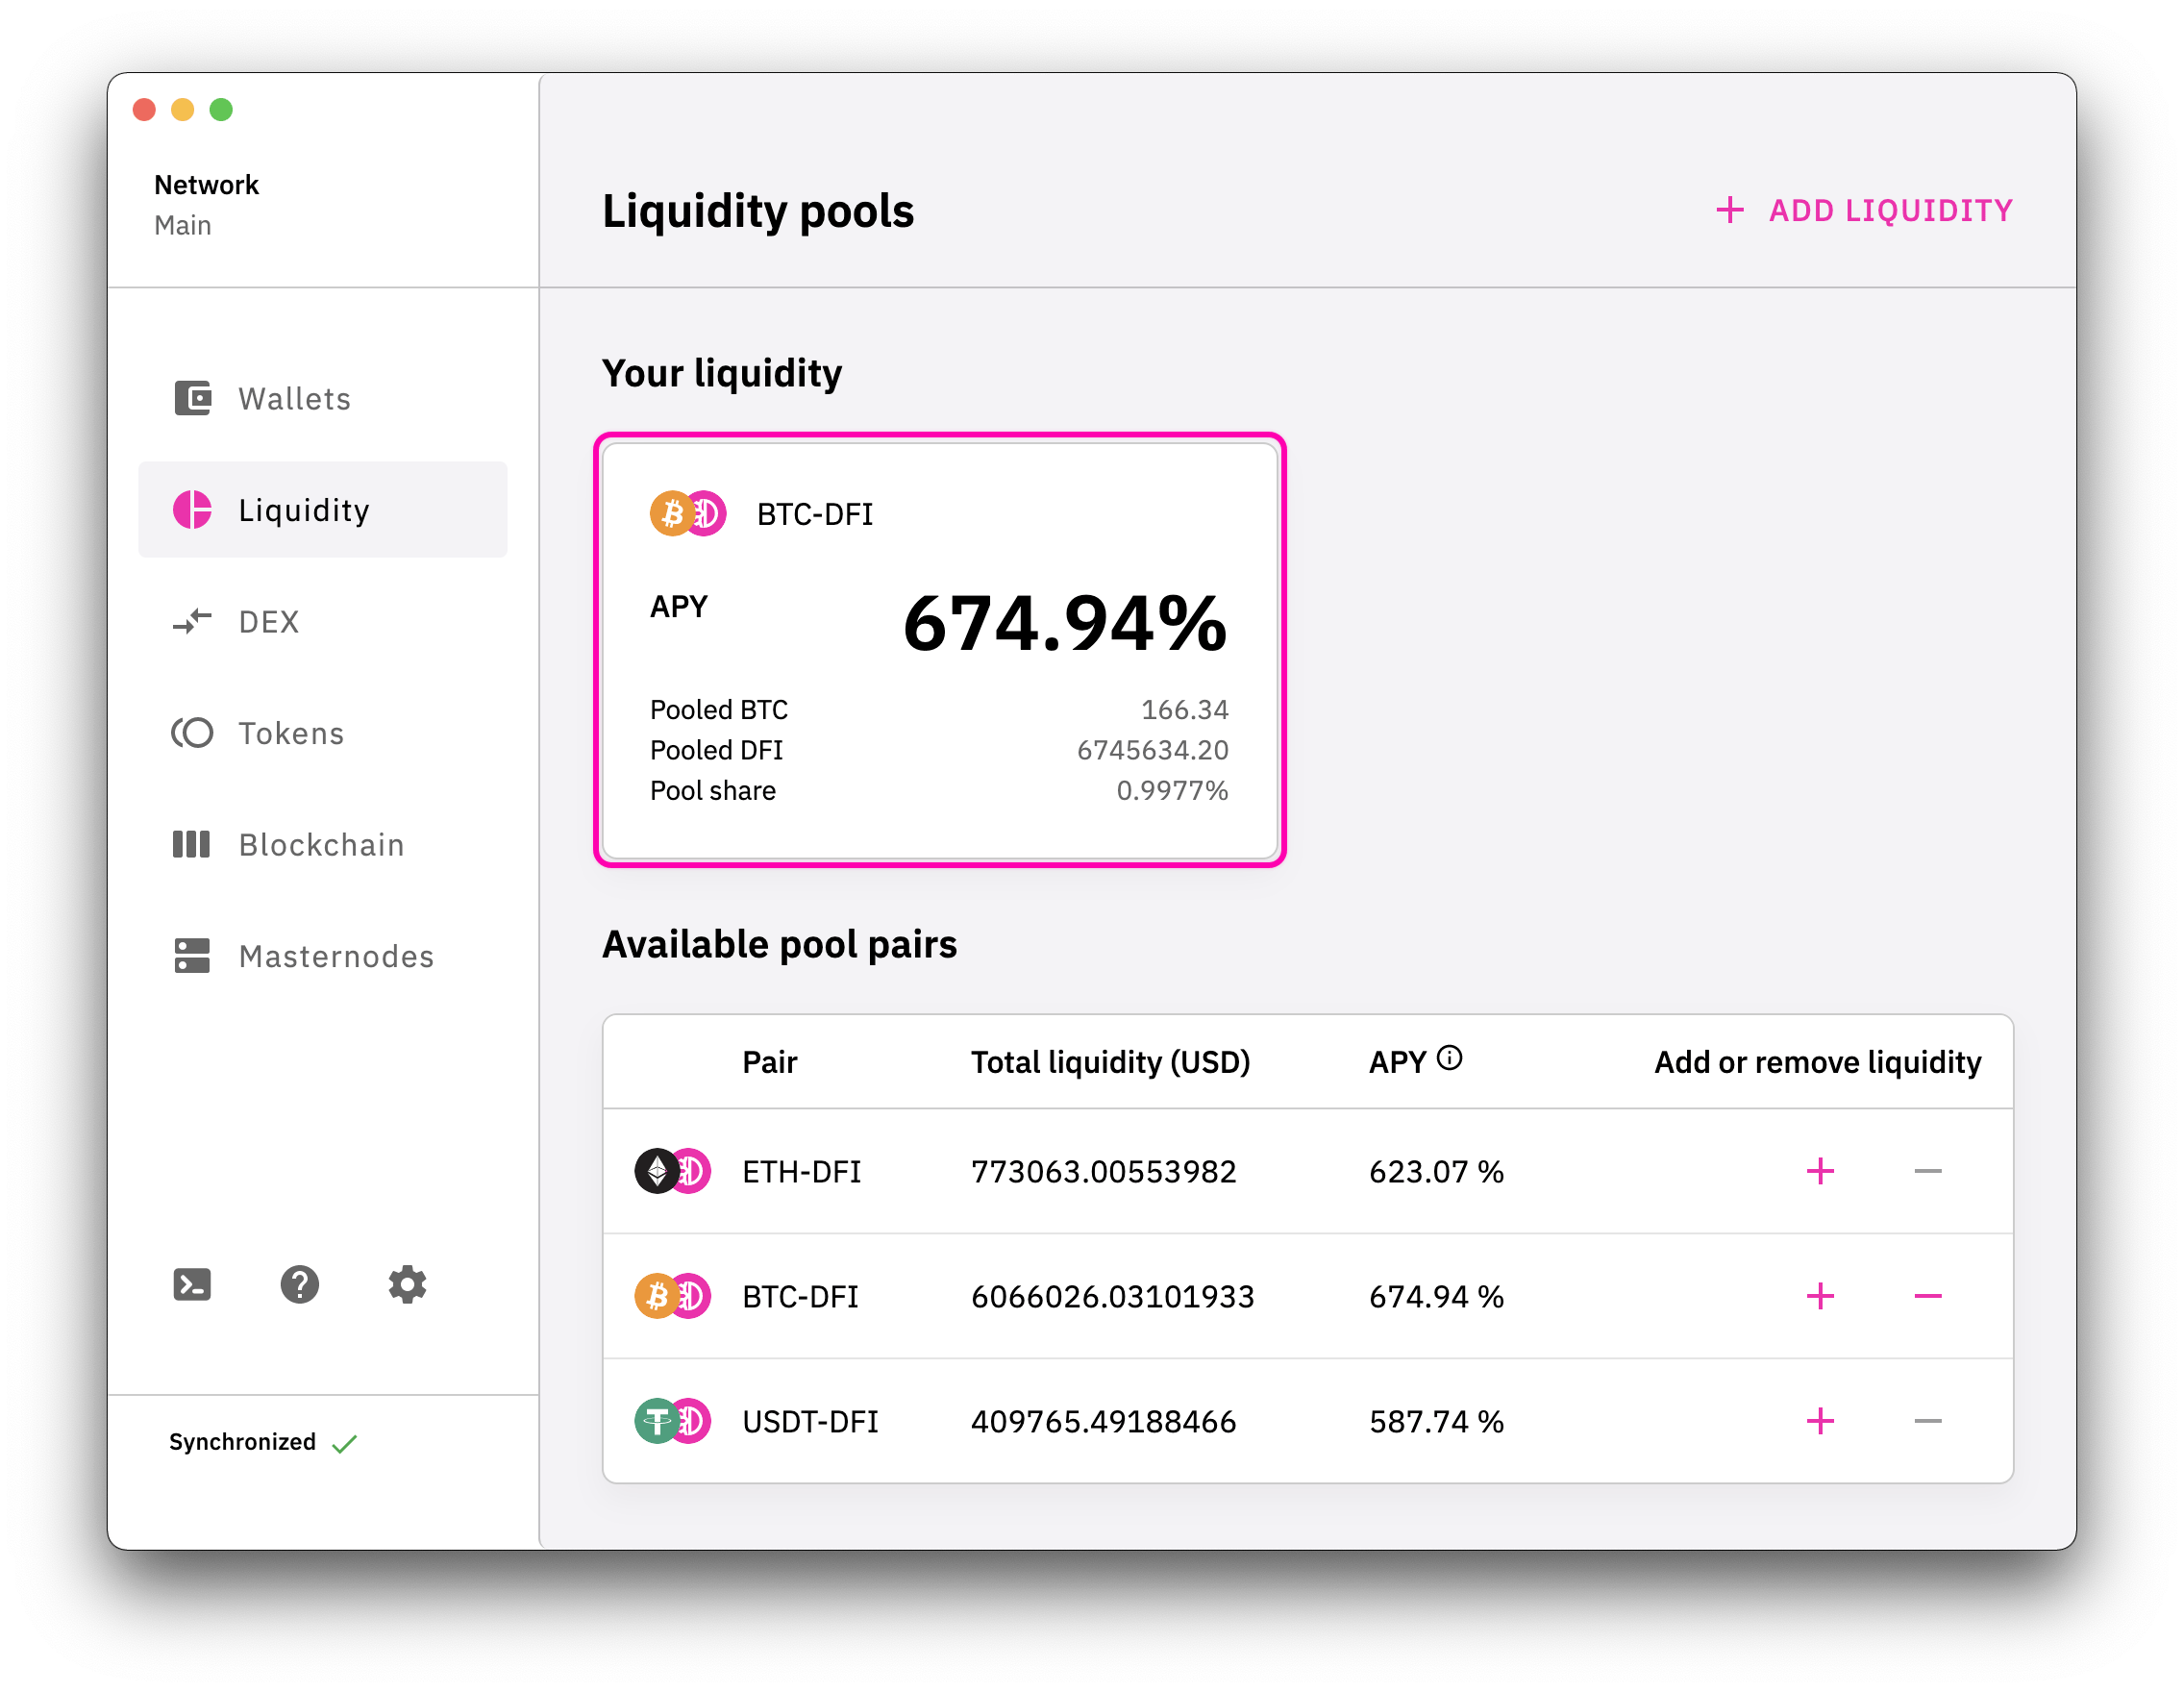 Network
Main
Liquidity pools
+ ADD LIQUIDITY
Wallets
Liquidity
DEX
Tokens
Blockchain
Masternodes
Synchronized
Your liquidity
BTC-DFI
APY 674.94%
Pooled BTC 166.34
Pooled DFI 6745634.20
Pool share 0.9977%
Available pool pairs
Pair Total liquidity (USD) APY Add or remove liquidity
ETH-DFI 773063.00553982 623.07 % + −
BTC-DFI 6066026.03101933 674.94 % + −
USDT-DFI 409765.49188466 587.74 % + −